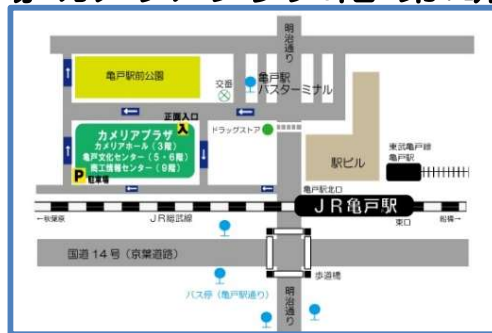 明治通り
亀戸駅前公園
交番
亀戸駅
バスターミナル
正面入口
カメリアプラザ
カメリアホール(3階)
亀戸文化センター(5・6階)
商工情報センター(9階)
P 駐車場
ドラッグストア
駅ビル
東武亀戸線
亀戸駅
亀戸駅北口
JR亀戸駅
←秋葉原
JR総武線
東口
船橋→
国道14号(京葉道路)
歩道橋
バス停(亀戸駅通り)
明治通り